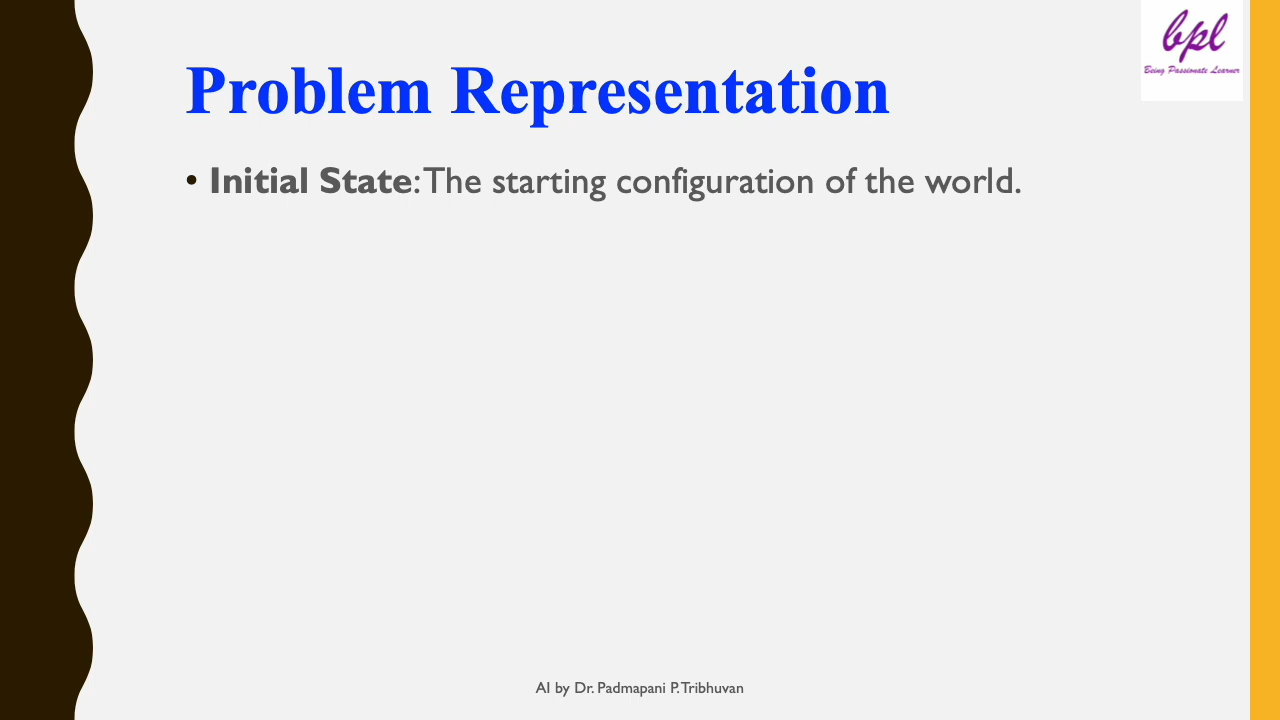 bpl
Being Passionate Learner
Problem Representation
• Initial State: The starting configuration of the world.
AI by Dr. Padmapani P. Tribhuvan